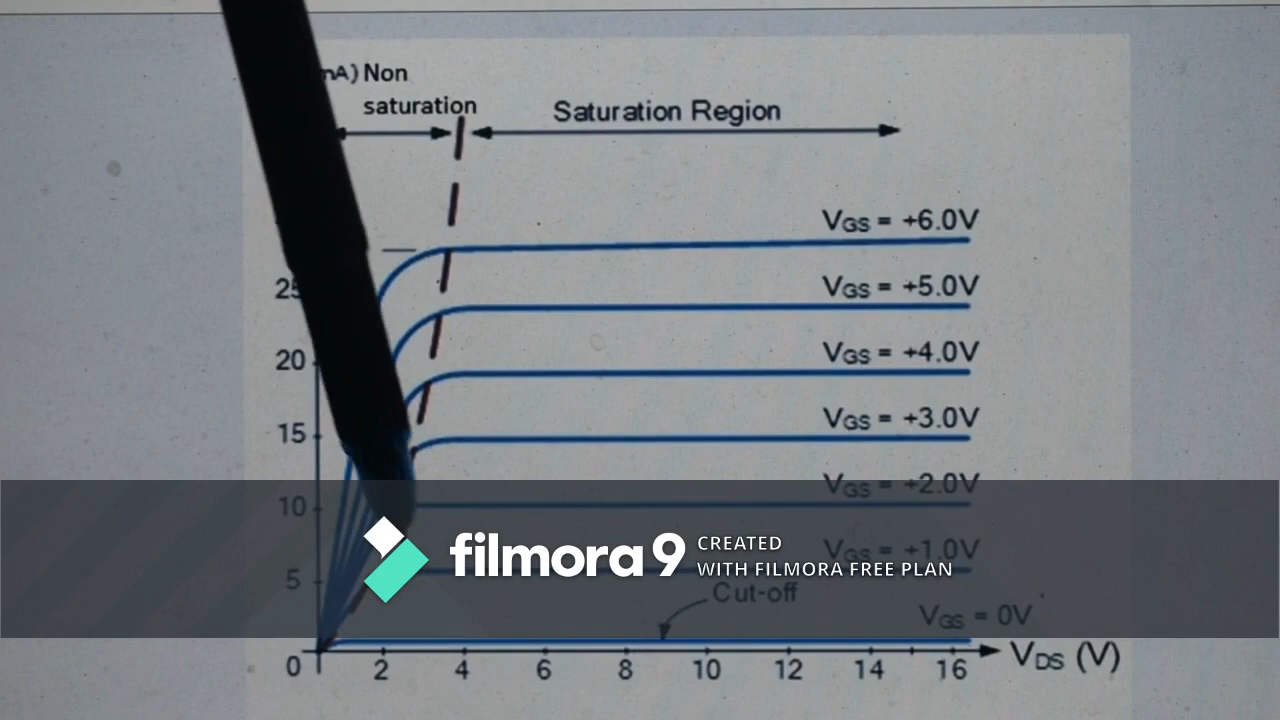 mA) Non
saturation
Saturation Region
VGS = +6.0V
25
VGS = +5.0V
20
VGS = +4.0V
15
VGS = +3.0V
10
VGS = +2.0V
filmora9 CREATED
WITH FILMORA FREE PLAN
5
VGS = +1.0V
Cut-off
VGS = 0V
0 2 4 6 8 10 12 14 16 VDS (V)